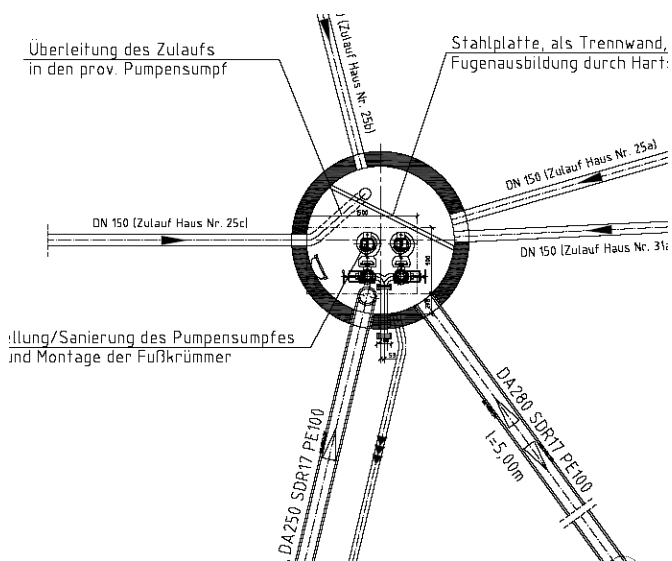 Überleitung des Zulaufs
in den prov. Pumpensumpf
Stahlplatte, als Trennwand,
Fugenausbildung durch Harts
(Zulauf Haus Nr. 25b)
DN 150 (Zulauf Haus Nr. 25a)
DN 150 (Zulauf Haus Nr. 25c)
DN 150 (Zulauf Haus Nr. 31a
1500
ellung/Sanierung des Pumpensumpfes
und Montage der Fußkrümmer
DA250 SDR17 PE100
DA280 SDR17 PE100
l=5,00m